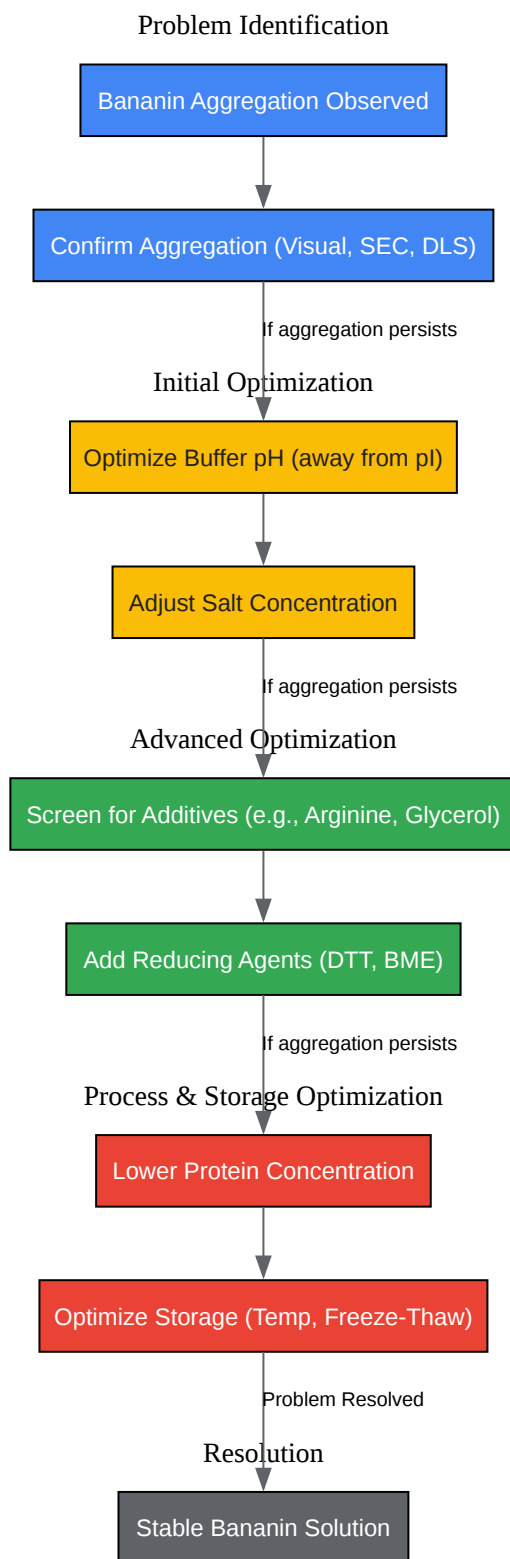 Problem Identification
Bananin Aggregation Observed
Confirm Aggregation (Visual, SEC, DLS)
If aggregation persists
Initial Optimization
Optimize Buffer pH (away from pI)
Adjust Salt Concentration
If aggregation persists
Advanced Optimization
Screen for Additives (e.g., Arginine, Glycerol)
Add Reducing Agents (DTT, BME)
If aggregation persists
Process & Storage Optimization
Lower Protein Concentration
Optimize Storage (Temp, Freeze-Thaw)
Problem Resolved
Resolution
Stable Bananin Solution